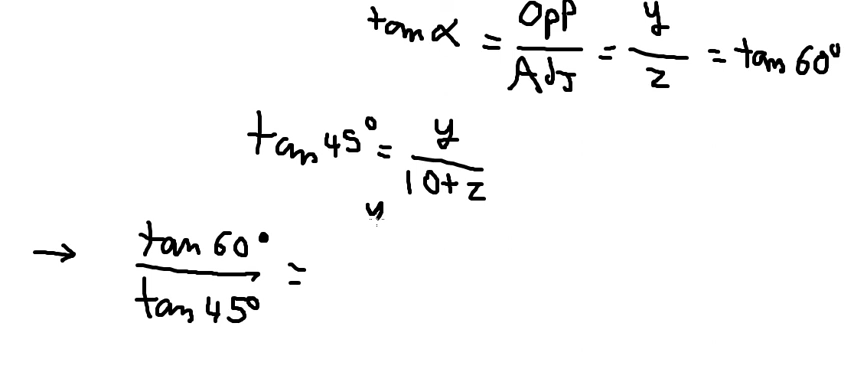 tan α = Opp/Adj = y/z = tan 60°
tan 45° = y/10+z
y
→ tan 60°/tan 45° =